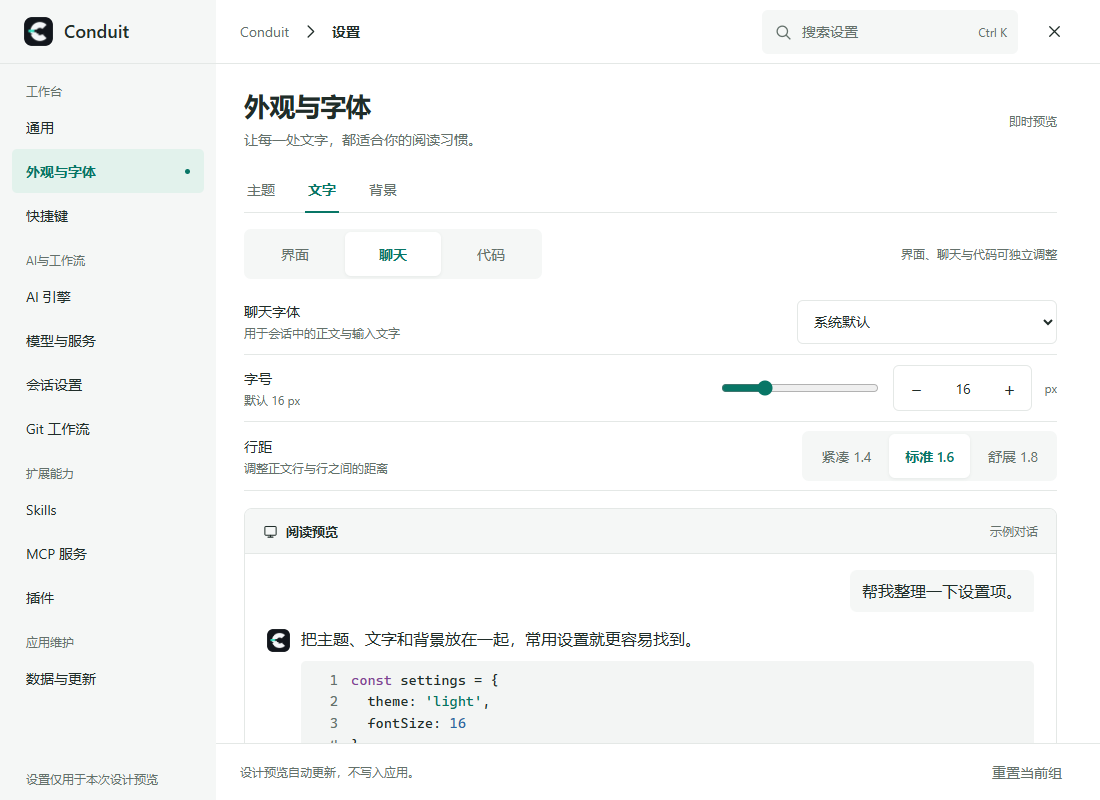 Conduit
Conduit > 设置
搜索设置 Ctrl K
工作台
通用
外观与字体
快捷键
AI与工作流
AI 引擎
模型与服务
会话设置
Git 工作流
扩展能力
Skills
MCP 服务
插件
应用维护
数据与更新
设置仅用于本次设计预览
外观与字体
让每一处文字，都适合你的阅读习惯。
即时预览
主题 文字 背景
界面 聊天 代码
界面、聊天与代码可独立调整
聊天字体
用于会话中的正文与输入文字
系统默认
字号
默认 16 px
− 16 + px
行距
调整正文行与行之间的距离
紧凑 1.4 标准 1.6 舒展 1.8
阅读预览 示例对话
帮我整理一下设置项。
把主题、文字和背景放在一起，常用设置就更容易找到。
1 const settings = {
2 theme: 'light',
3 fontSize: 16
设计预览自动更新，不写入应用。
重置当前组